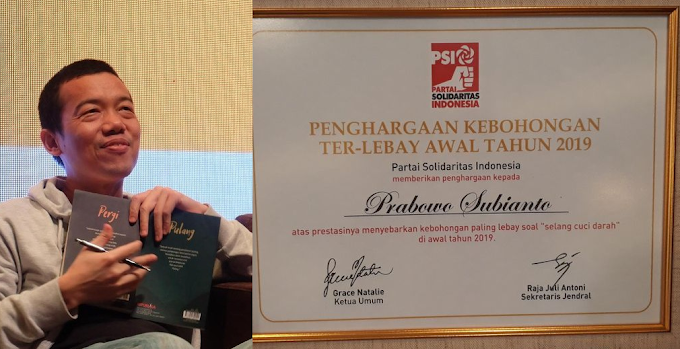 Pergi
Pulang
PSI
PARTAI
SOLIDARITAS
INDONESIA
PENGHARGAAN KEBOHONGAN
TER-LEBAY AWAL TAHUN 2019
Partai Solidaritas Indonesia
memberikan penghargaan kepada
Prabowo Subianto
atas prestasinya menyebarkan kebohongan paling lebay soal "selang cuci darah"
di awal tahun 2019.
Grace Natalie
Ketua Umum
Raja Juli Antoni
Sekretaris Jendral